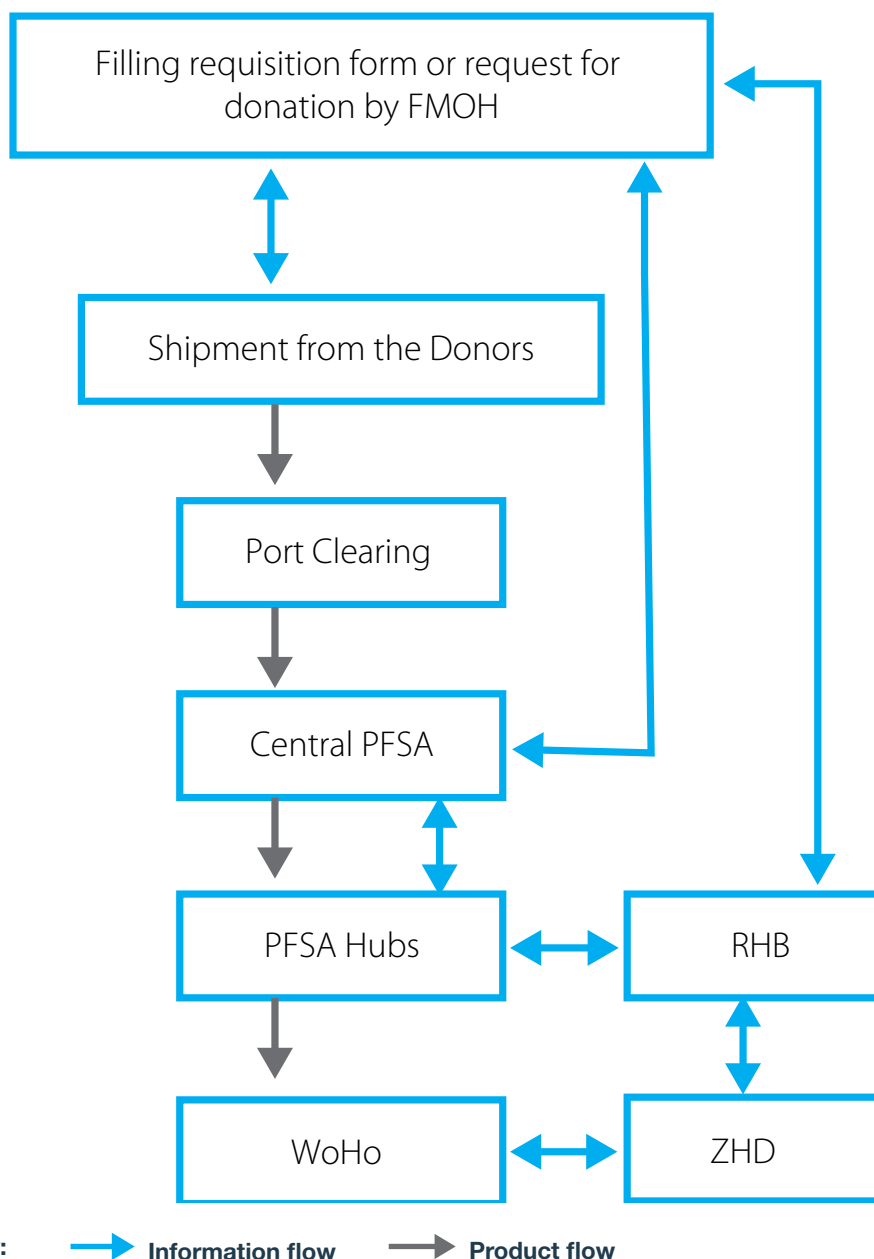 Filling requisition form or request for
donation by FMOH
Shipment from the Donors
Port Clearing
Central PFSA
PFSA Hubs
RHB
WoHo
ZHD
: Information flow Product flow